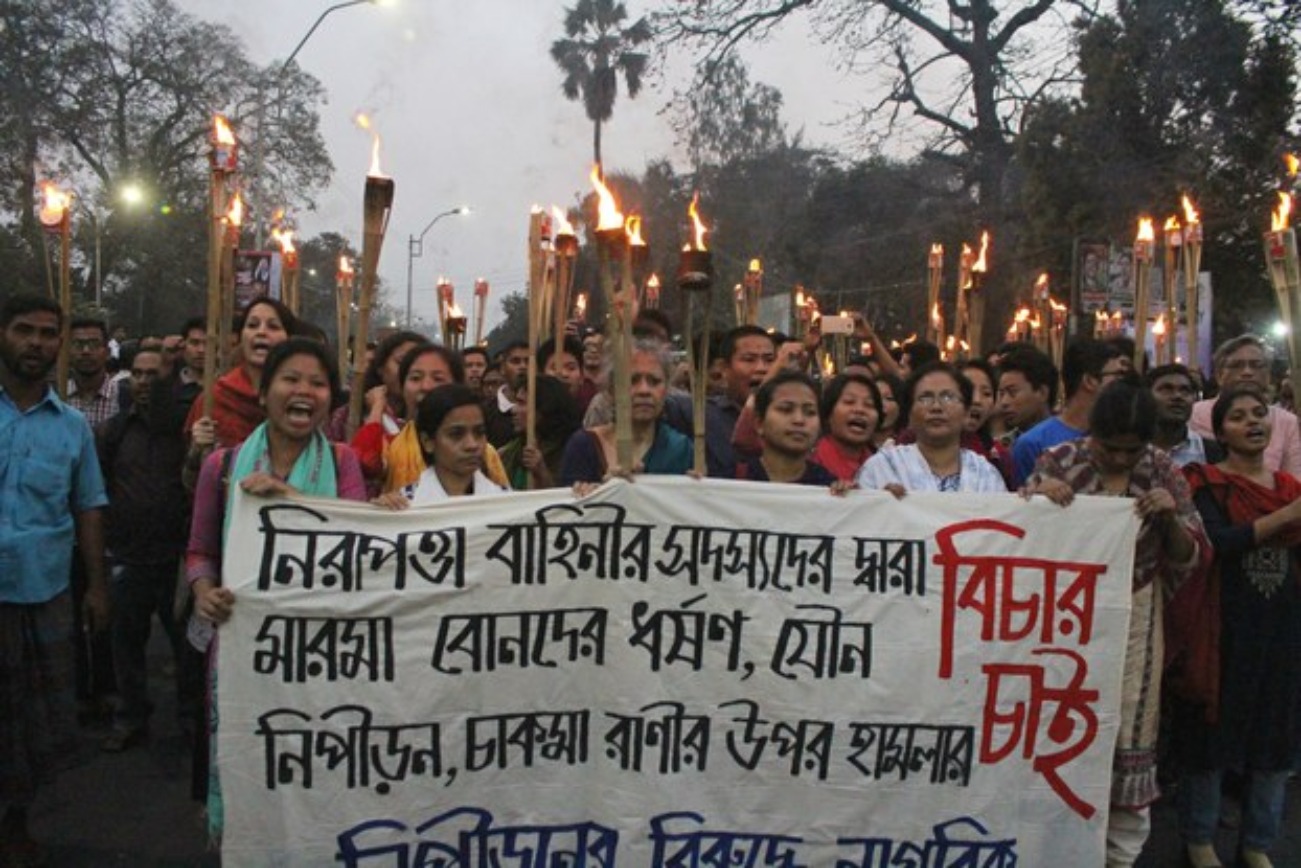 নিরাপত্তা বাহিনীর সদস্যদের দ্বারা
মারমা বোনদের ধর্ষণ, যৌন
নিপীড়ন, চাকমা রাণীর উপর হামলার
বিচার
চাই
নিপীড়নের বিরুদ্ধে নাগরিক